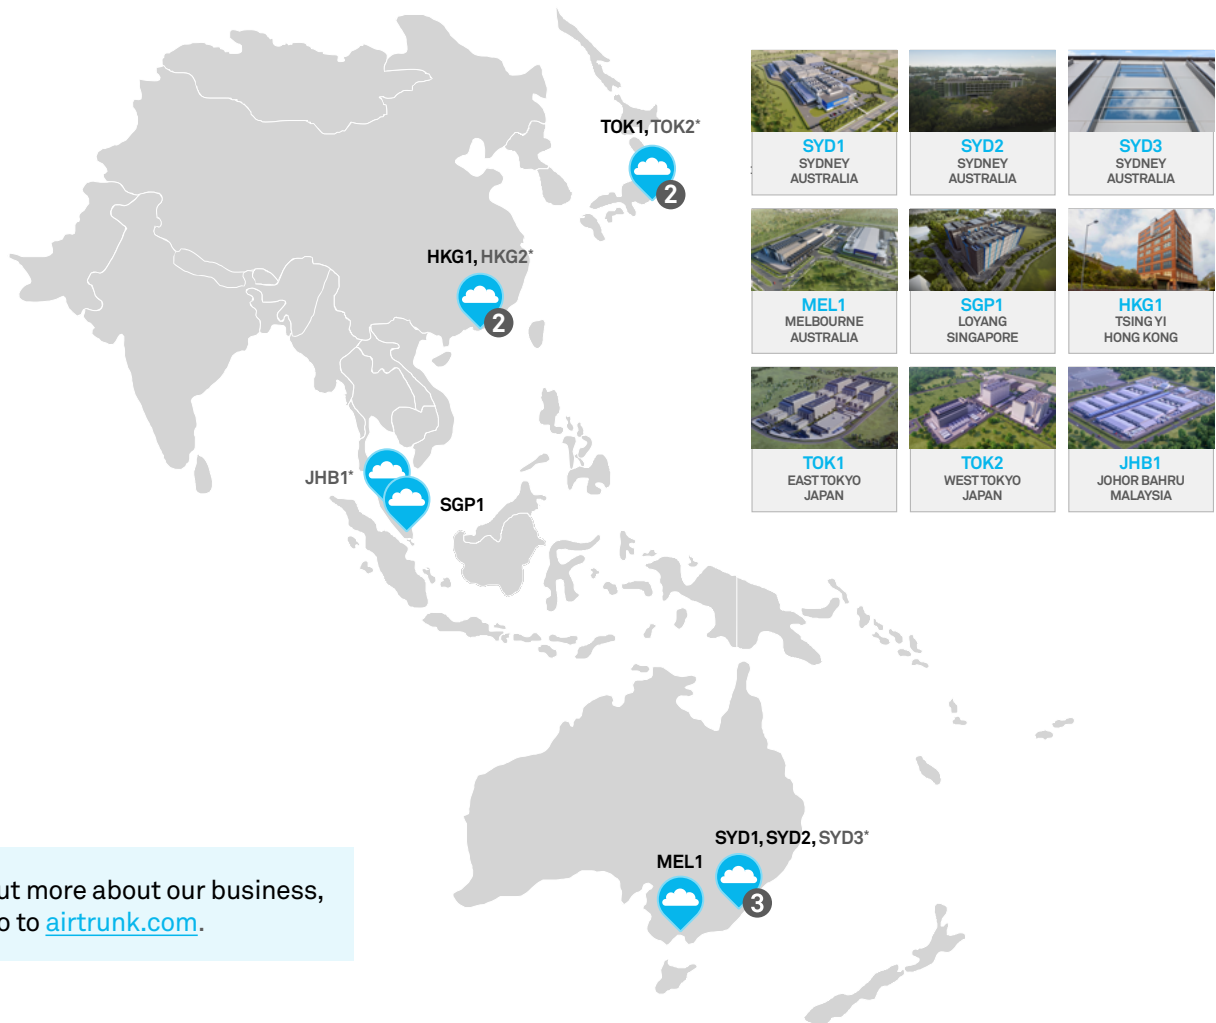 TOK1, TOK2*
2
HKG1, HKG2*
2
JHB1*
SGP1
SYD1, SYD2, SYD3*
MEL1
3
SYD1
SYDNEY
AUSTRALIA
SYD2
SYDNEY
AUSTRALIA
SYD3
SYDNEY
AUSTRALIA
MEL1
MELBOURNE
AUSTRALIA
SGP1
LOYANG
SINGAPORE
HKG1
TSING YI
HONG KONG
TOK1
EAST TOKYO
JAPAN
TOK2
WEST TOKYO
JAPAN
JHB1
JOHOR BAHRU
MALAYSIA
ut more about our business,
o to airtrunk.com.